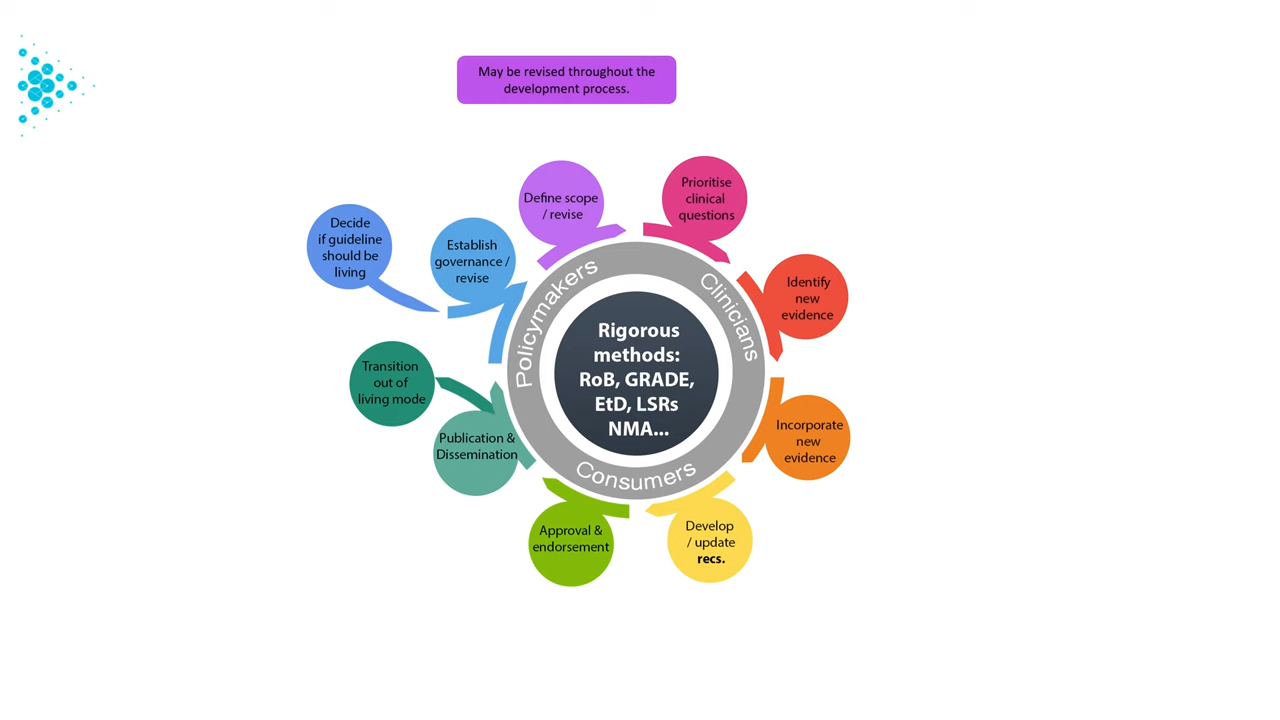 May be revised throughout the
development process.
Decide
if guideline
should be
living
Establish
governance /
revise
Define scope
/ revise
Prioritise
clinical
questions
Identify
new
evidence
Incorporate
new
evidence
Develop
/ update
recs.
Approval &
endorsement
Publication &
Dissemination
Transition
out of
living mode
Policymakers
Clinicians
Consumers
Rigorous
methods:
RoB, GRADE,
EtD, LSRs
NMA...